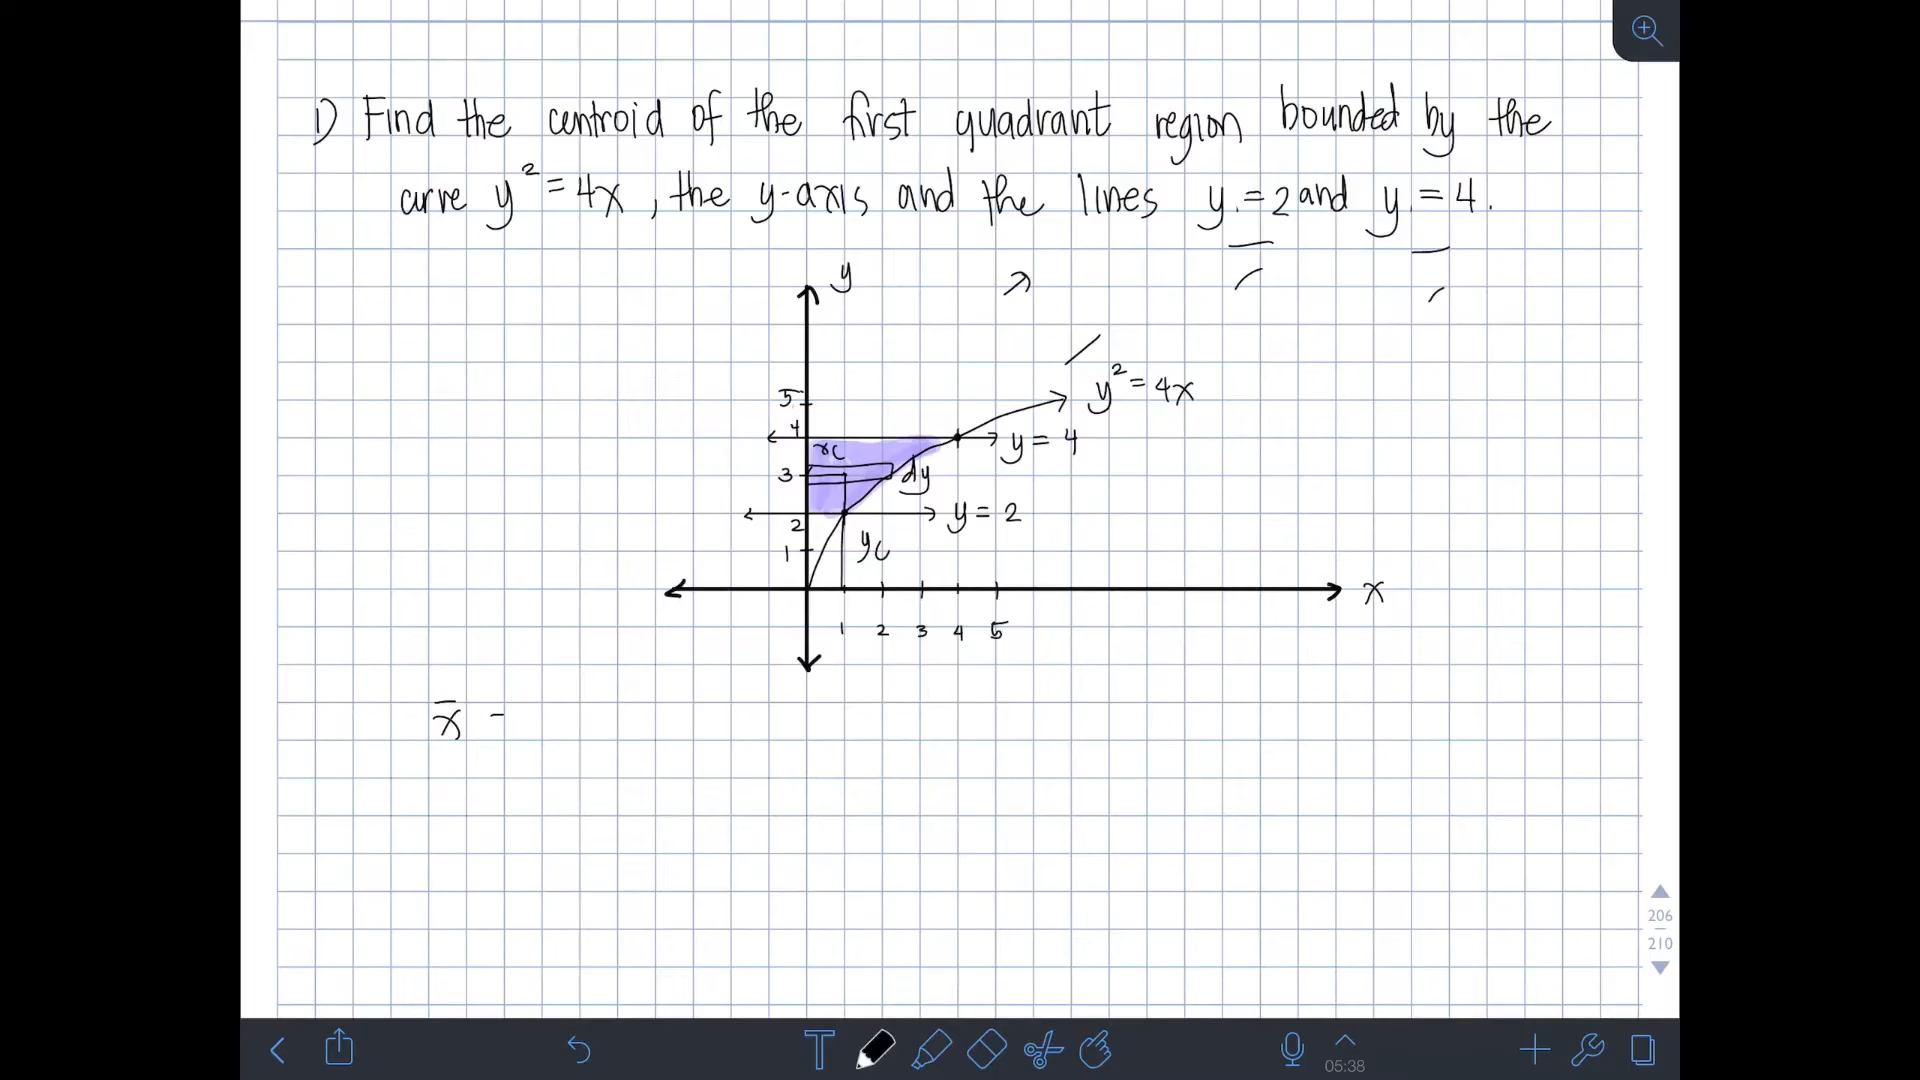 1) Find the centroid of the first quadrant region bounded by the
curve y² = 4x, the y-axis and the lines y = 2 and y = 4.
y
y² = 4x
5
4
y = 4
xc
3
dy
2
y = 2
1
yc
x
1 2 3 4 5
x̄ -
206
210
T
05:38